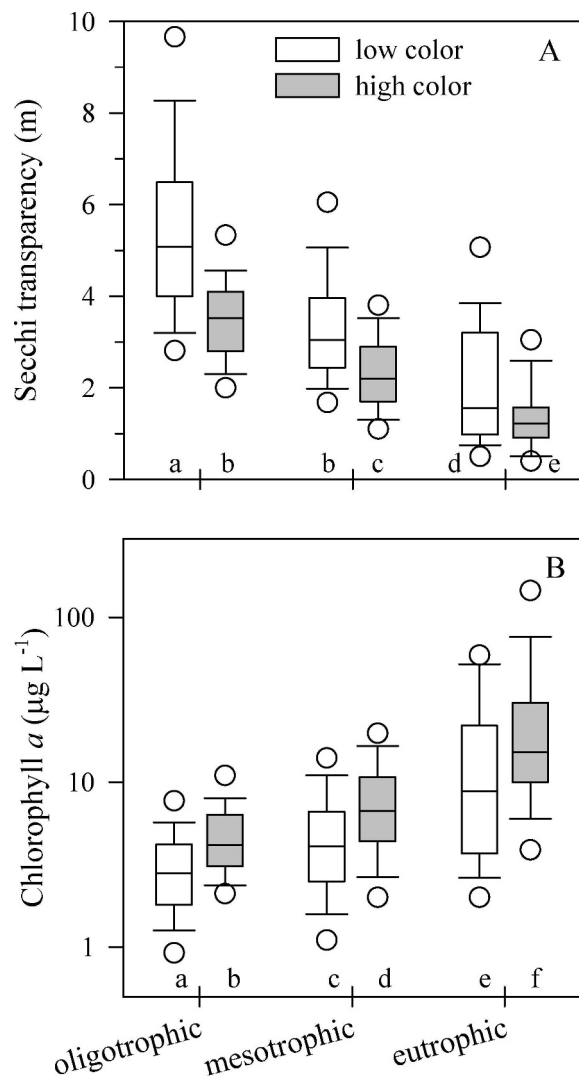 10
8
6
4
2
0
Secchi transparency (m)
low color
high color
A
a b b c d e
100
10
1
Chlorophyll a (µg L⁻¹)
B
a b c d e f
oligotrophic mesotrophic eutrophic